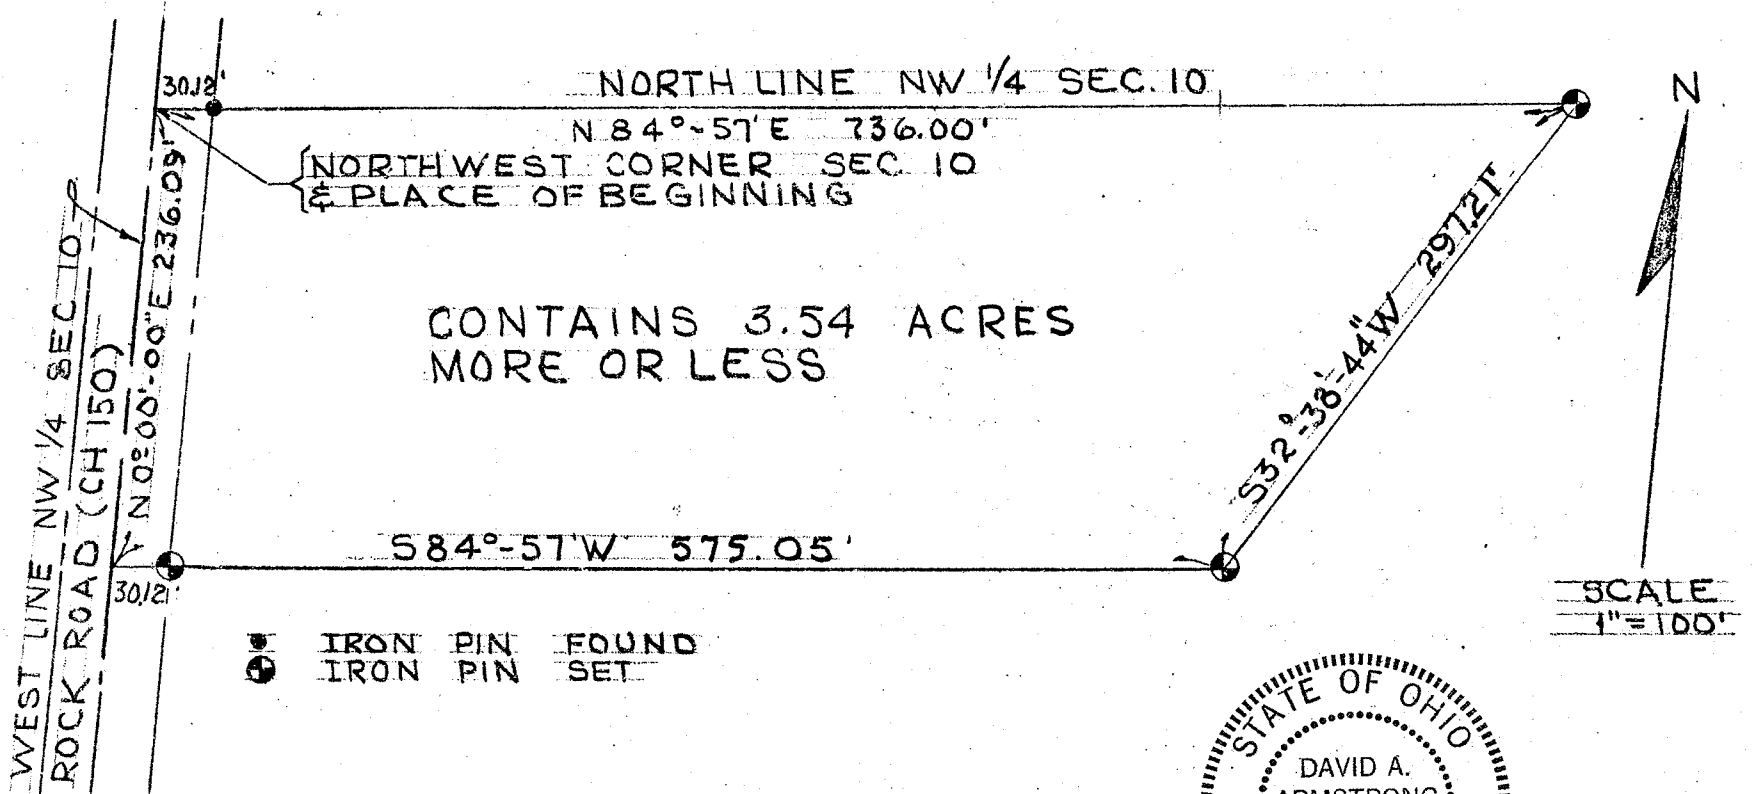 30.12'
NORTH LINE NW 1/4 SEC. 10
N
N 84°-57'E 736.00'
{NORTHWEST CORNER SEC. 10
& PLACE OF BEGINNING
N 0°-00'-00"E 236.09'
WEST LINE NW 1/4 SEC 10
ROCK ROAD (CH 150)
CONTAINS 3.54 ACRES
MORE OR LESS
S32°-38'-44"W 297.21'
S84°-57'W 575.05'
30.12'
SCALE
1"=100'
IRON PIN FOUND
IRON PIN SET
STATE OF OHIO
DAVID A.
ARMSTRONG